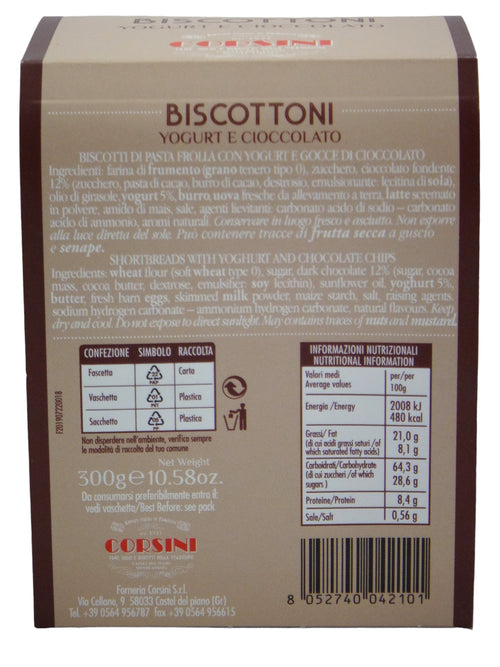 BISCOTTONI
YOGURT E CIOCCOLATO
CORSINI
BISCOTTONI
YOGURT E CIOCCOLATO
BISCOTTI DI PASTA FROLLA CON YOGURT E GOCCE DI CIOCCOLATO
Ingredienti: farina di frumento (grano tenero tipo 0), zucchero, cioccolato fondente
12% (zucchero, pasta di cacao, burro di cacao, destrosio, emulsionante: lecitina di soia),
olio di girasole, yogurt 5%, burro, uova fresche da allevamento a terra, latte scremato
in polvere, amido di mais, sale, agenti lievitanti: carbonato acido di sodio – carbonato
acido di ammonio, aromi naturali. Conservare in luogo fresco e asciutto. Non esporre
alla luce diretta del sole. Può contenere tracce di frutta secca a guscio
e senape.
SHORTBREADS WITH YOGHURT AND CHOCOLATE CHIPS
Ingredients: wheat flour (soft wheat type 0), sugar, dark chocolate 12% (sugar, cocoa
mass, cocoa butter, dextrose, emulsifier: soy lecithin), sunflower oil, yoghurt 5%,
butter, fresh barn eggs, skimmed milk powder, maize starch, salt, raising agents,
sodium hydrogen carbonate – ammonium hydrogen carbonate, natural flavours. Keep
dry and cool. Do not expose to direct sunlight. May contains traces of nuts and mustard.
CONFEZIONE SIMBOLO RACCOLTA
Fascetta PAP Carta
Vaschetta PET Plastica
Sacchetto PP Plastica
Non disperdere nell'ambiente, verifica sempre
le modalità di raccolta del tuo comune
F201907220018
INFORMAZIONI NUTRIZIONALI
NUTRITIONAL INFORMATION
Valori medi per/per
Average values 100g
Energia /Energy 2008 kJ
480 kcal
Grassi/ Fat 21,0 g
(di cui acidi grassi saturi /of
which saturated fatty acids) 8,1 g
Carboidrati/Carbohydrate 64,3 g
(di cui zuccheri /of which
sugars ) 28,6 g
Proteine/Protein 8,4 g
Sale/Salt 0,56 g
Net Weight
300g e 10.58oz.
Da consumarsi preferibilmente entro il:
vedi vaschetta/Best Before: see pack
CORSINI
Forneria Corsini S.r.l.
Via Cellane, 9 58033 Castel del piano (Gr)
Tel. +39 0564 956787 fax +39 0564 956615
8 052740 042101